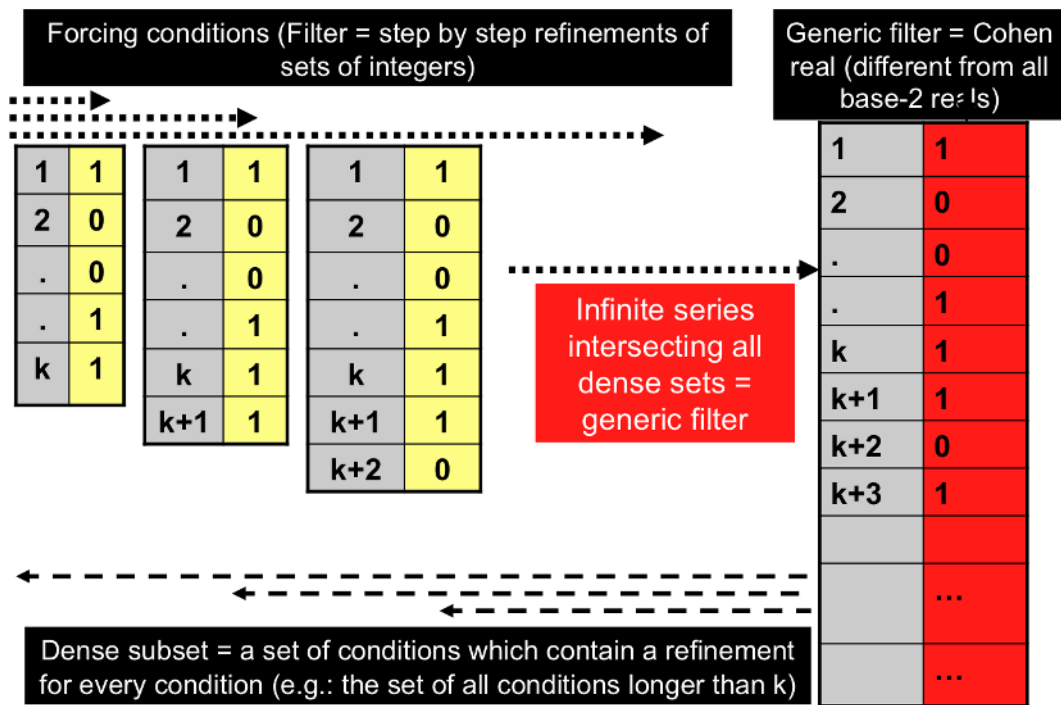 Forcing conditions (Filter = step by step refinements of
sets of integers)
Generic filter = Cohen
real (different from all
base-2 reals)
1 1
2 0
. 0
. 1
k 1
1 1
2 0
. 0
. 1
k 1
k+1 1
1 1
2 0
. 0
. 1
k 1
k+1 1
k+2 0
Infinite series
intersecting all
dense sets =
generic filter
1 1
2 0
. 0
. 1
k 1
k+1 1
k+2 0
k+3 1
...
...
Dense subset = a set of conditions which contain a refinement
for every condition (e.g.: the set of all conditions longer than k)